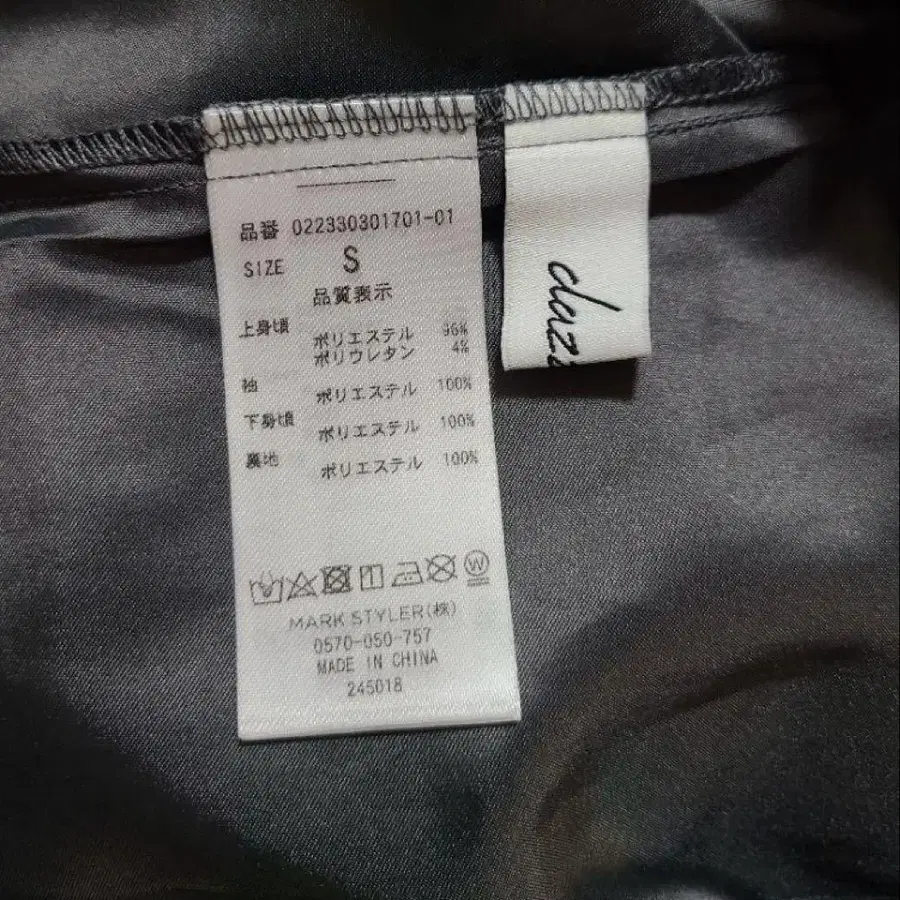 品番 022330301701-01
SIZE S
品質表示
上身頃 ポリエステル 96%
ポリウレタン 4%
袖 ポリエステル 100%
下身頃 ポリエステル 100%
裏地 ポリエステル 100%
W
MARK STYLER(株)
0570-050-757
MADE IN CHINA
245018